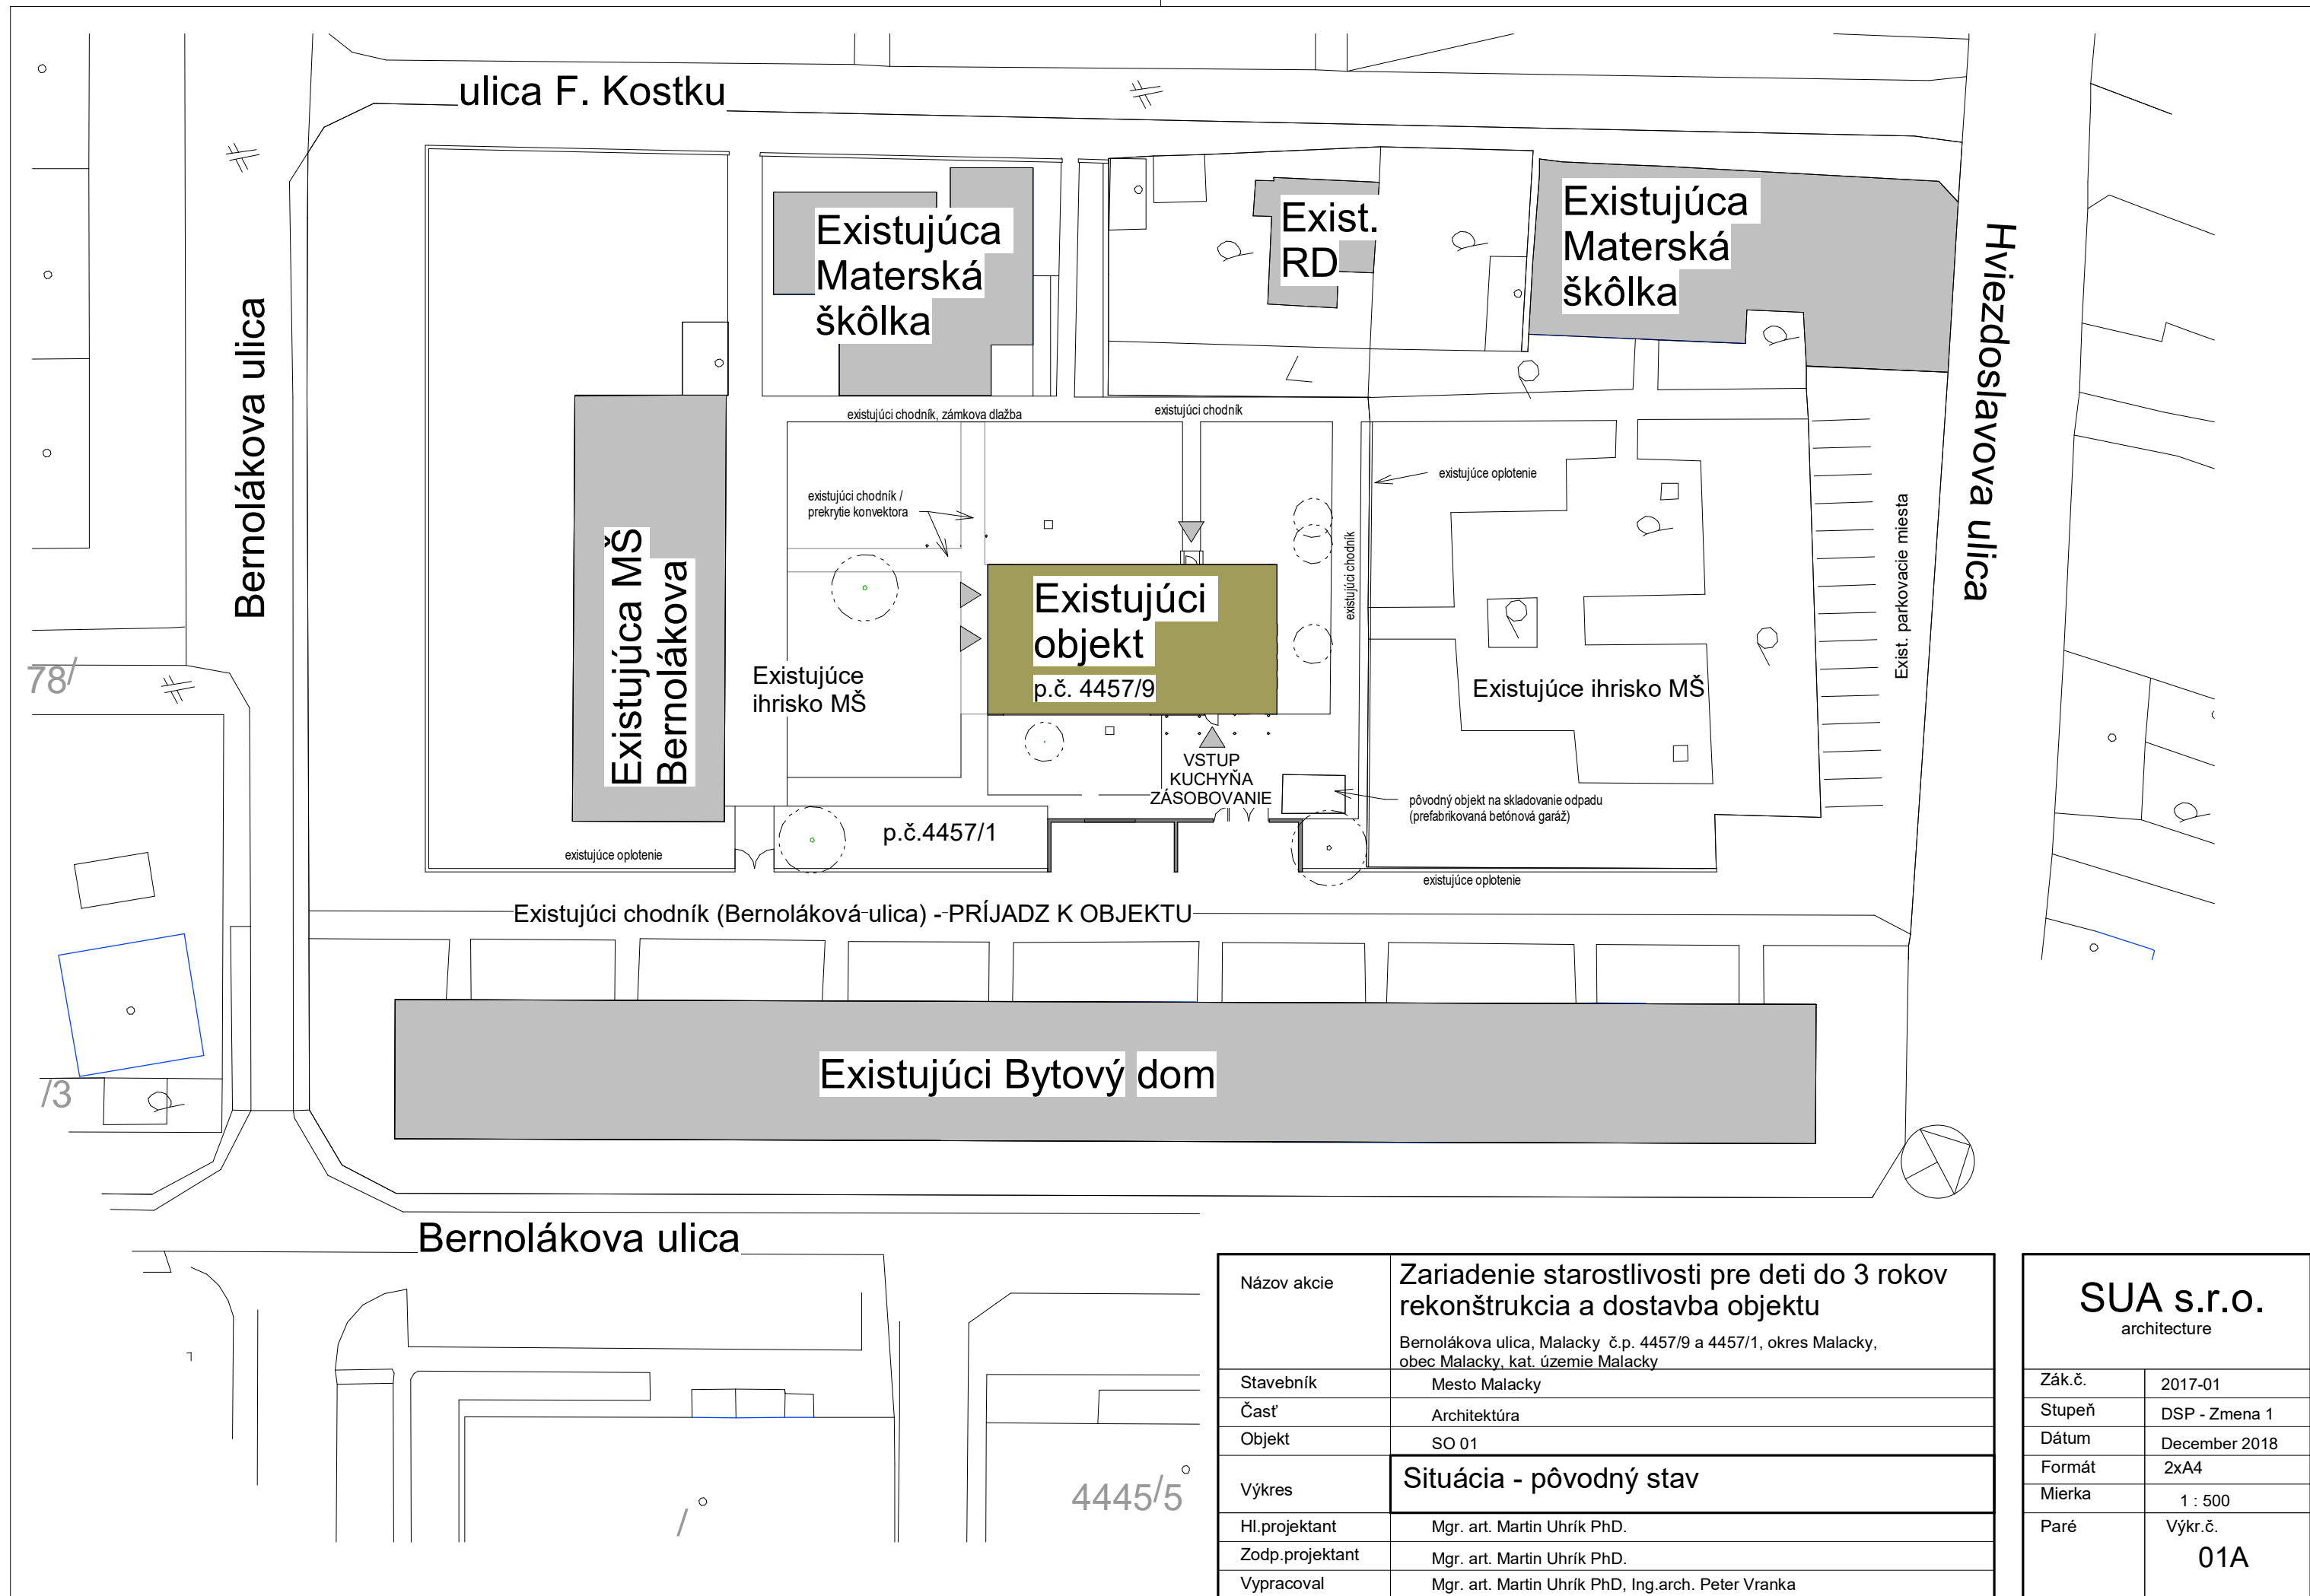 ulica F. Kostku
Existujúca
Materská
škôlka
Exist.
RD
Existujúca
Materská
škôlka
Hviezdoslavova ulica
Bernolákova ulica
existujúci chodník, zámkova dlažba
existujúci chodník
existujúce oplotenie
existujúci chodník /
prekrytie konvektora
existujúci chodník
Exist. parkovacie miesta
Existujúca MŠ
Bernolákova
Existujúci
objekt
p.č. 4457/9
Existujúce
ihrisko MŠ
Existujúce ihrisko MŠ
78/
VSTUP
KUCHYŇA
ZÁSOBOVANIE
pôvodný objekt na skladovanie odpadu
(prefabrikovaná betónová garáž)
p.č.4457/1
existujúce oplotenie
existujúce oplotenie
Existujúci chodník (Bernoláková ulica) - PRÍJADZ K OBJEKTU
Existujúci Bytový dom
/3
Bernolákova ulica
4445/5
/
Názov akcie
Zariadenie starostlivosti pre deti do 3 rokov
rekonštrukcia a dostavba objektu
Bernolákova ulica, Malacky č.p. 4457/9 a 4457/1, okres Malacky,
obec Malacky, kat. územie Malacky
Stavebník Mesto Malacky
Časť Architektúra
Objekt SO 01
Výkres Situácia - pôvodný stav
Hl.projektant Mgr. art. Martin Uhrík PhD.
Zodp.projektant Mgr. art. Martin Uhrík PhD.
Vypracoval Mgr. art. Martin Uhrík PhD, Ing.arch. Peter Vranka
SUA s.r.o.
architecture
Zák.č. 2017-01
Stupeň DSP - Zmena 1
Dátum December 2018
Formát 2xA4
Mierka 1 : 500
Paré Výkr.č.
01A